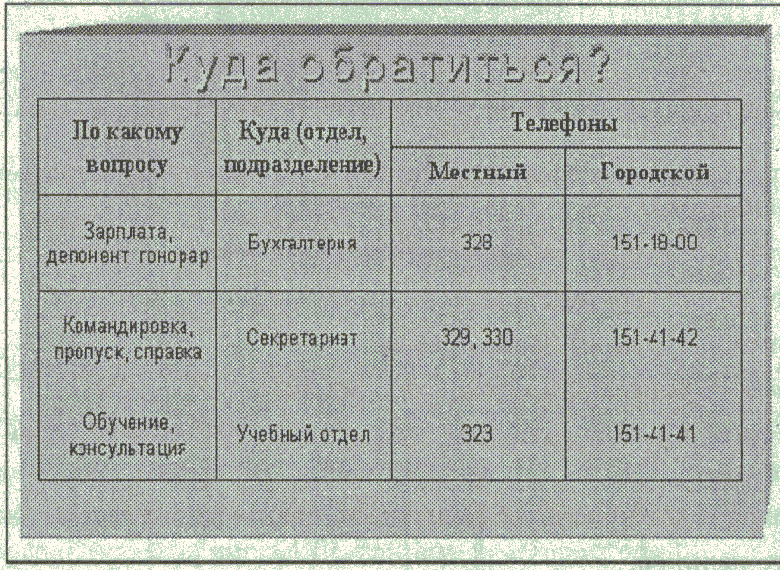 Куда обратиться?
По какому вопросу
Куда (отдел, подразделение)
Телефоны
Местный
Городской
Зарплата,
депонент гонорар
Бухгалтерия
328
151-18-00
Командировка,
пропуск, справка
Секретариат
329, 330
151-41-42
Обучение,
консультация
Учебный отдел
323
151-41-41